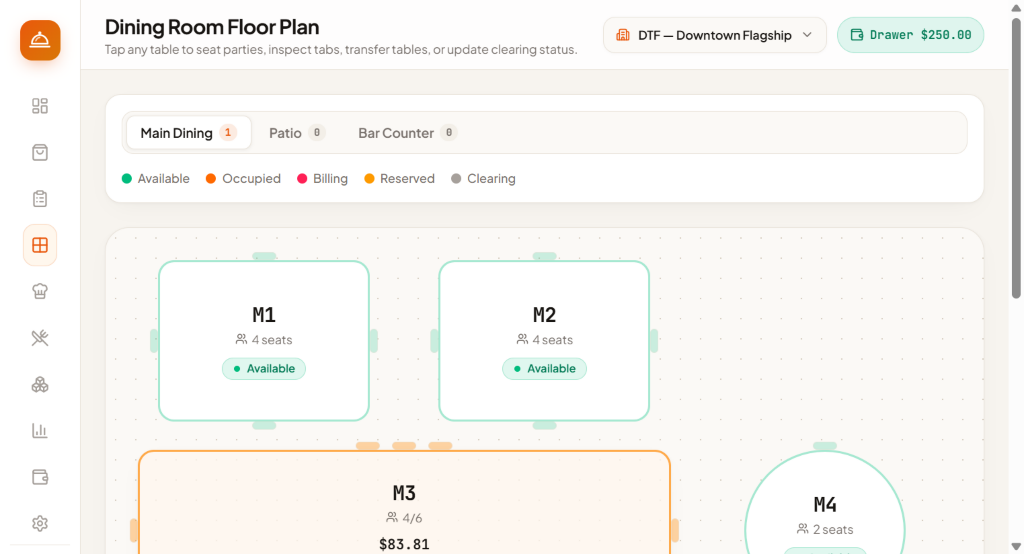 Dining Room Floor Plan
Tap any table to seat parties, inspect tabs, transfer tables, or update clearing status.
DTF — Downtown Flagship
Drawer $250.00
Main Dining 1
Patio 0
Bar Counter 0
Available
Occupied
Billing
Reserved
Clearing
M1
4 seats
Available
M2
4 seats
Available
M3
4/6
$83.81
M4
2 seats